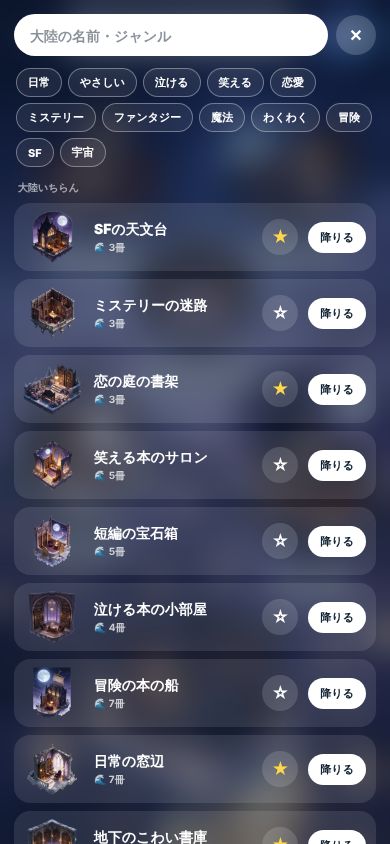 大陸の名前・ジャンル
✕
日常 やさしい 泣ける 笑える 恋愛
ミステリー ファンタジー 魔法 わくわく 冒険
SF 宇宙
大陸いちらん
SFの天文台
🌊 3冊
★ 降りる
ミステリーの迷路
🌊 3冊
☆ 降りる
恋の庭の書架
🌊 3冊
★ 降りる
笑える本のサロン
🌊 5冊
☆ 降りる
短編の宝石箱
🌊 5冊
☆ 降りる
泣ける本の小部屋
🌊 4冊
☆ 降りる
冒険の本の船
🌊 7冊
☆ 降りる
日常の窓辺
🌊 7冊
★ 降りる
地下のこわい書庫
★ 降りる